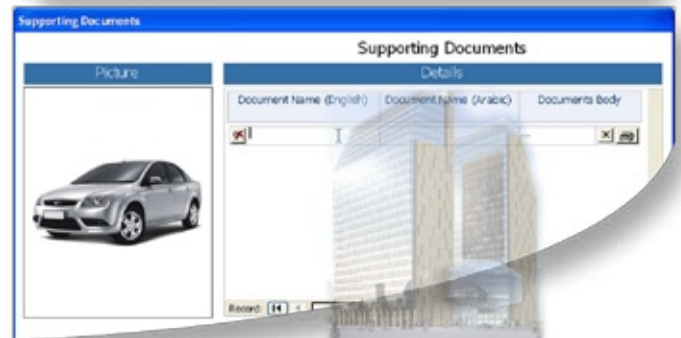 Supporting Documents
Supporting Documents
Picture
Details
Document Name (English)
Document Name (Arabic)
Documents Body
Record: